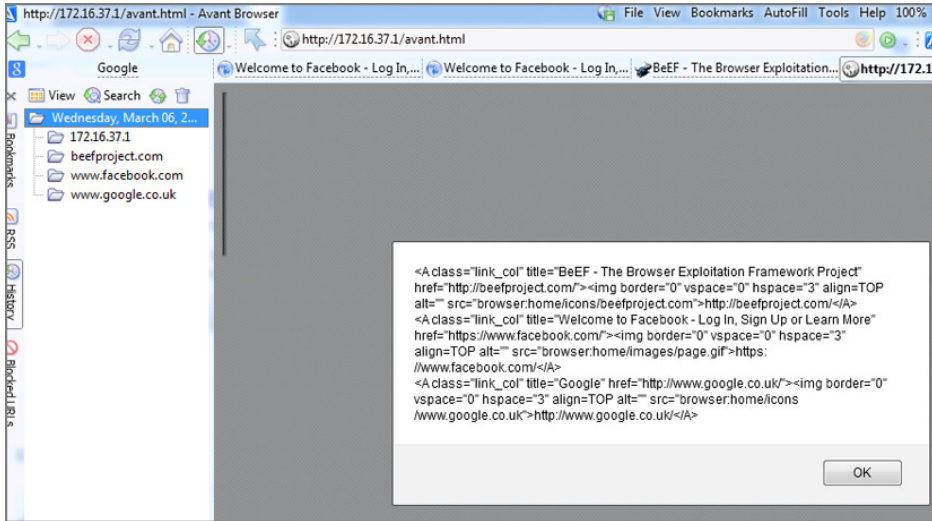 http://172.16.37.1/avant.html - Avant Browser
File View Bookmarks AutoFill Tools Help 100%
http://172.16.37.1/avant.html
Google
Welcome to Facebook - Log In,...
Welcome to Facebook - Log In,...
BeEF - The Browser Exploitation...
http://172.1
View Search
Wednesday, March 06, 2...
172.16.37.1
beefproject.com
www.facebook.com
www.google.co.uk
Bookmarks
RSS
History
Blocked URLs
<A class="link_col" title="BeEF - The Browser Exploitation Framework Project"
href="http://beefproject.com/"><img border="0" vspace="0" hspace="3" align=TOP
alt="" src="browser:home/icons/beefproject.com">http://beefproject.com/</A>
<A class="link_col" title="Welcome to Facebook - Log In, Sign Up or Learn More"
href="https://www.facebook.com/"><img border="0" vspace="0" hspace="3"
align=TOP alt="" src="browser:home/images/page.gif">https:
//www.facebook.com/</A>
<A class="link_col" title="Google" href="http://www.google.co.uk/"><img border="0"
vspace="0" hspace="3" align=TOP alt="" src="browser:home/icons
/www.google.co.uk">http://www.google.co.uk/</A>
OK